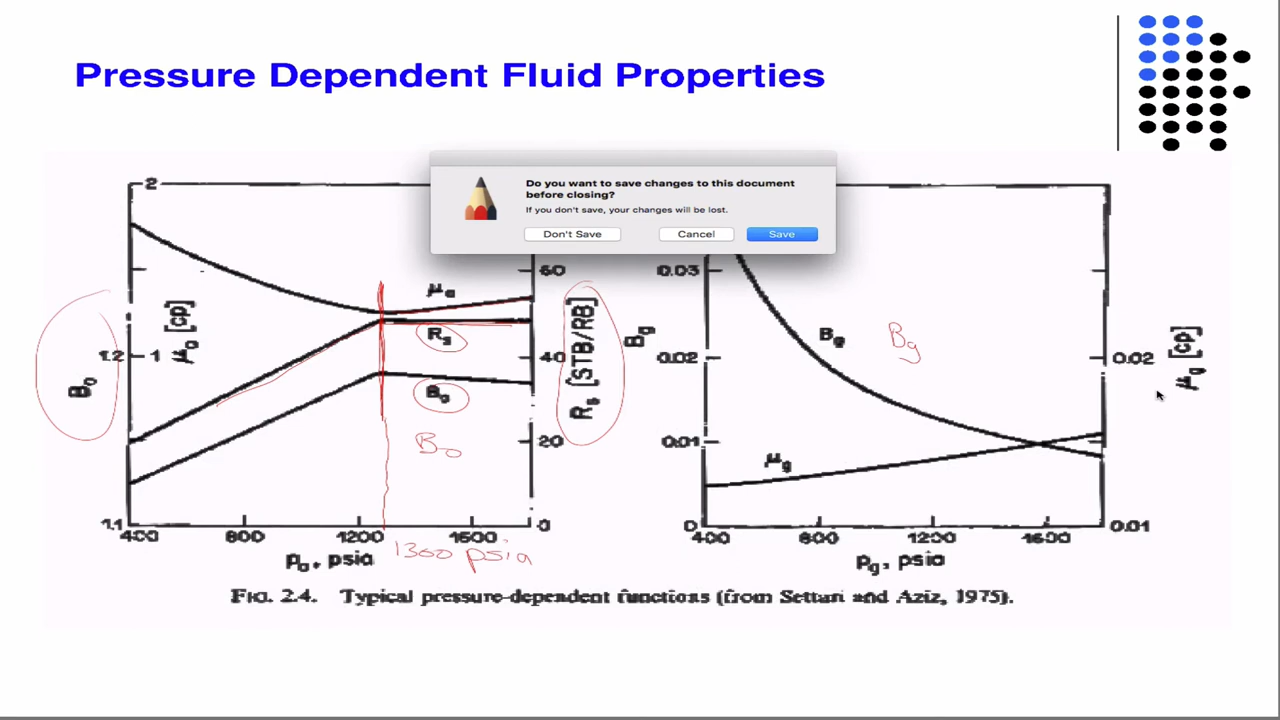 Pressure Dependent Fluid Properties
Do you want to save changes to this document
before closing?
If you don't save, your changes will be lost.
Don't Save
Cancel
Save
2
1.2
1
1.1
B₀
μ₀ [cp]
μₒ
Rs
Bg
B₀
60
40
20
0
Rs [STB/RB]
400
800
1200
1600
pₒ, psia
1300 psia
Bg
0.03
0.02
0.01
0
Bg
Bg
μg
0.02
0.01
μg [cp]
400
800
1200
1600
pg, psia
FIG. 2.4. Typical pressure-dependent functions (from Settari and Aziz, 1975).